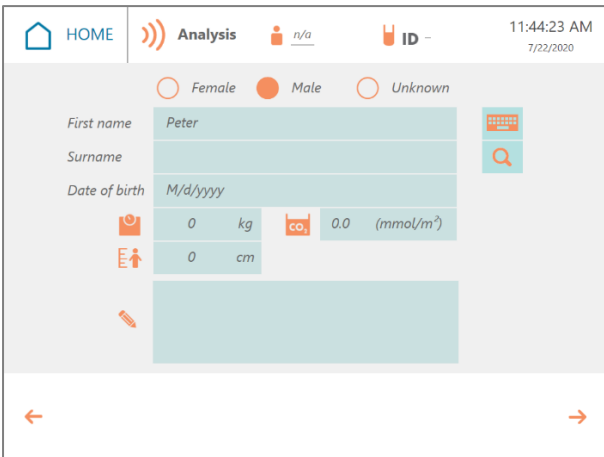 HOME Analysis n/a ID – 11:44:23 AM
7/22/2020
Female Male Unknown
First name Peter
Surname
Date of birth M/d/yyyy
0 kg CO₂ 0.0 (mmol/m²)
0 cm